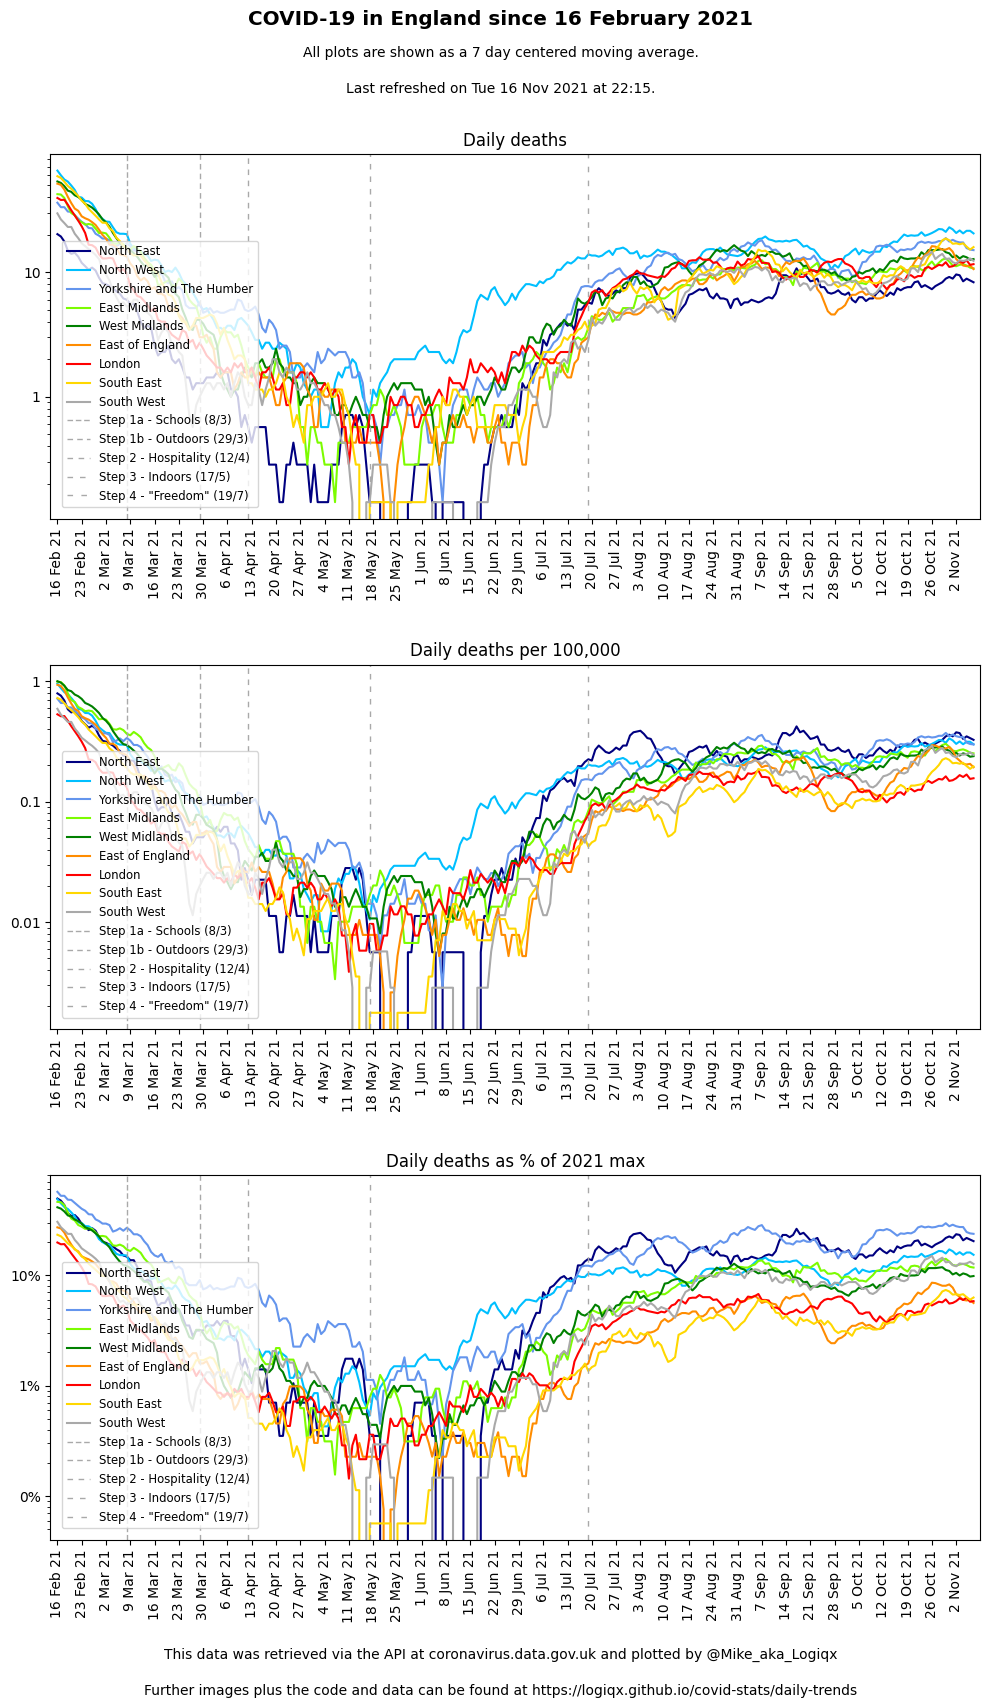 COVID-19 in England since 16 February 2021
All plots are shown as a 7 day centered moving average.
Last refreshed on Tue 16 Nov 2021 at 22:15.
Daily deaths
10
1
North East
North West
Yorkshire and The Humber
East Midlands
West Midlands
East of England
London
South East
South West
Step 1a - Schools (8/3)
Step 1b - Outdoors (29/3)
Step 2 - Hospitality (12/4)
Step 3 - Indoors (17/5)
Step 4 - "Freedom" (19/7)
16 Feb 21
23 Feb 21
2 Mar 21
9 Mar 21
16 Mar 21
23 Mar 21
30 Mar 21
6 Apr 21
13 Apr 21
20 Apr 21
27 Apr 21
4 May 21
11 May 21
18 May 21
25 May 21
1 Jun 21
8 Jun 21
15 Jun 21
22 Jun 21
29 Jun 21
6 Jul 21
13 Jul 21
20 Jul 21
27 Jul 21
3 Aug 21
10 Aug 21
17 Aug 21
24 Aug 21
31 Aug 21
7 Sep 21
14 Sep 21
21 Sep 21
28 Sep 21
5 Oct 21
12 Oct 21
19 Oct 21
26 Oct 21
2 Nov 21
Daily deaths per 100,000
1
0.1
0.01
North East
North West
Yorkshire and The Humber
East Midlands
West Midlands
East of England
London
South East
South West
Step 1a - Schools (8/3)
Step 1b - Outdoors (29/3)
Step 2 - Hospitality (12/4)
Step 3 - Indoors (17/5)
Step 4 - "Freedom" (19/7)
16 Feb 21
23 Feb 21
2 Mar 21
9 Mar 21
16 Mar 21
23 Mar 21
30 Mar 21
6 Apr 21
13 Apr 21
20 Apr 21
27 Apr 21
4 May 21
11 May 21
18 May 21
25 May 21
1 Jun 21
8 Jun 21
15 Jun 21
22 Jun 21
29 Jun 21
6 Jul 21
13 Jul 21
20 Jul 21
27 Jul 21
3 Aug 21
10 Aug 21
17 Aug 21
24 Aug 21
31 Aug 21
7 Sep 21
14 Sep 21
21 Sep 21
28 Sep 21
5 Oct 21
12 Oct 21
19 Oct 21
26 Oct 21
2 Nov 21
Daily deaths as % of 2021 max
10%
1%
0%
North East
North West
Yorkshire and The Humber
East Midlands
West Midlands
East of England
London
South East
South West
Step 1a - Schools (8/3)
Step 1b - Outdoors (29/3)
Step 2 - Hospitality (12/4)
Step 3 - Indoors (17/5)
Step 4 - "Freedom" (19/7)
16 Feb 21
23 Feb 21
2 Mar 21
9 Mar 21
16 Mar 21
23 Mar 21
30 Mar 21
6 Apr 21
13 Apr 21
20 Apr 21
27 Apr 21
4 May 21
11 May 21
18 May 21
25 May 21
1 Jun 21
8 Jun 21
15 Jun 21
22 Jun 21
29 Jun 21
6 Jul 21
13 Jul 21
20 Jul 21
27 Jul 21
3 Aug 21
10 Aug 21
17 Aug 21
24 Aug 21
31 Aug 21
7 Sep 21
14 Sep 21
21 Sep 21
28 Sep 21
5 Oct 21
12 Oct 21
19 Oct 21
26 Oct 21
2 Nov 21
This data was retrieved via the API at coronavirus.data.gov.uk and plotted by @Mike_aka_Logiqx
Further images plus the code and data can be found at https://logiqx.github.io/covid-stats/daily-trends